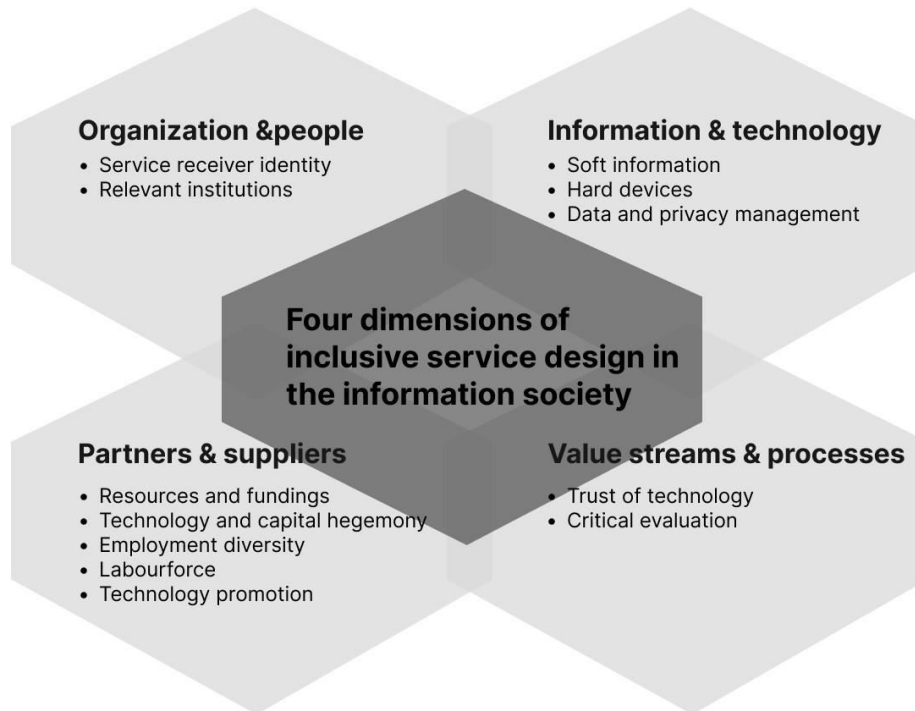 Organization &people
• Service receiver identity
• Relevant institutions
Information & technology
• Soft information
• Hard devices
• Data and privacy management
Four dimensions of
inclusive service design in
the information society
Partners & suppliers
• Resources and fundings
• Technology and capital hegemony
• Employment diversity
• Labourforce
• Technology promotion
Value streams & processes
• Trust of technology
• Critical evaluation